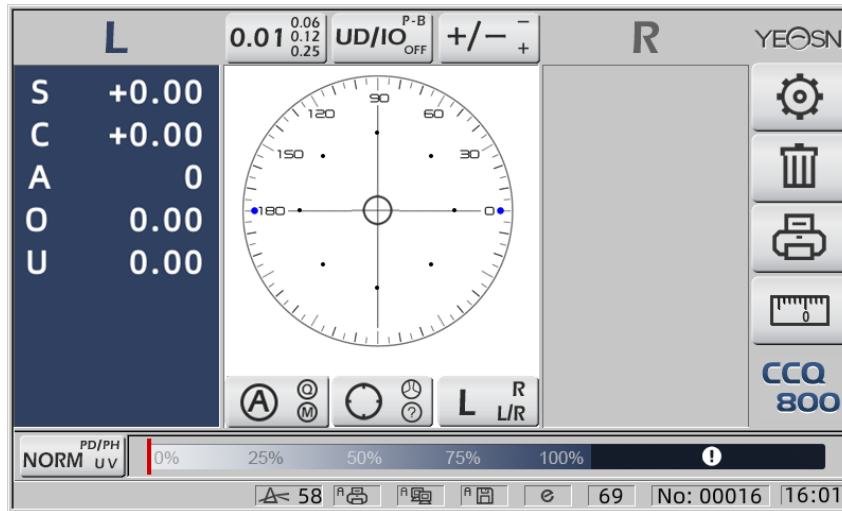 L
0.01 0.06 0.12 0.25
UD/IO P-B OFF
+/− − +
R
YEOSN
S +0.00
C +0.00
A 0
O 0.00
U 0.00
90
120 60
150 30
180 0
0
A Q M
?
L R L/R
CCQ
800
NORM PD/PH UV
0% 25% 50% 75% 100% !
58 A A A e 69 No: 00016 16:01